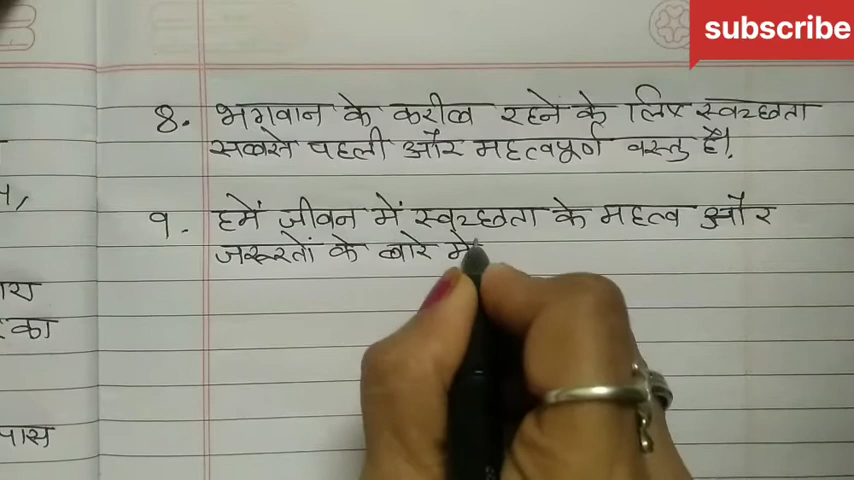 subscribe
8. भगवान के करीब रहने के लिए स्वच्छता
सबसे पहली और महत्वपूर्ण वस्तु है।
९. हमें जीवन में स्वच्छता के महत्व और
जरूरतों के बारे में
का
पास